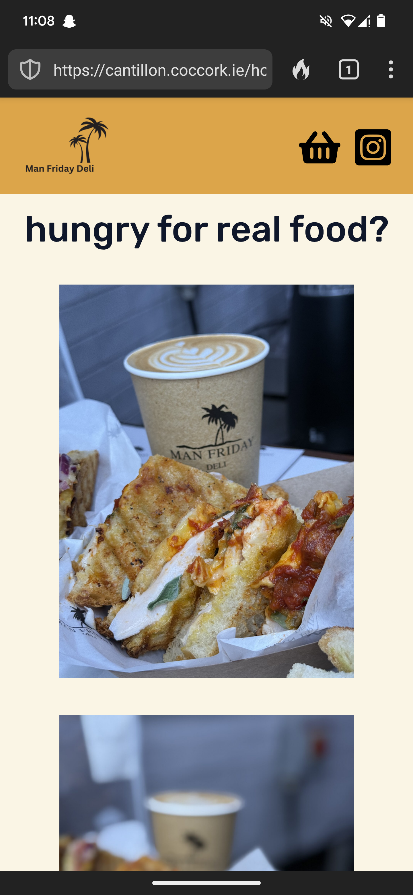 11:08
https://cantillon.coccork.ie/ho
1
Man Friday Deli
hungry for real food?
MAN FRIDAY
DELI